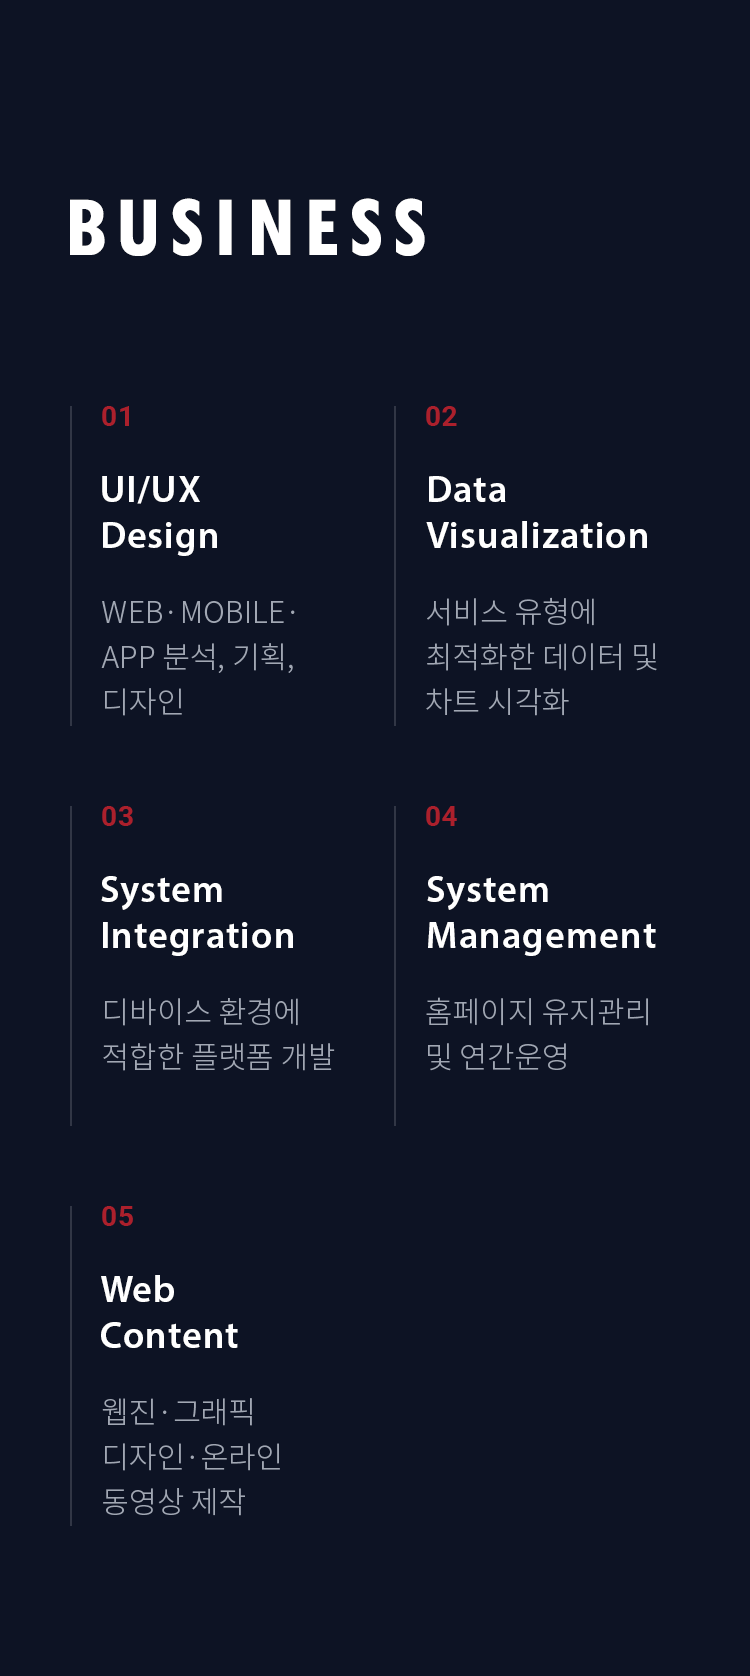 BUSINESS
01
UI/UX
Design
WEB·MOBILE·
APP 분석, 기획,
디자인
02
Data
Visualization
서비스 유형에
최적화한 데이터 및
차트 시각화
03
System
Integration
디바이스 환경에
적합한 플랫폼 개발
04
System
Management
홈페이지 유지관리
및 연간운영
05
Web
Content
웹진·그래픽
디자인·온라인
동영상 제작